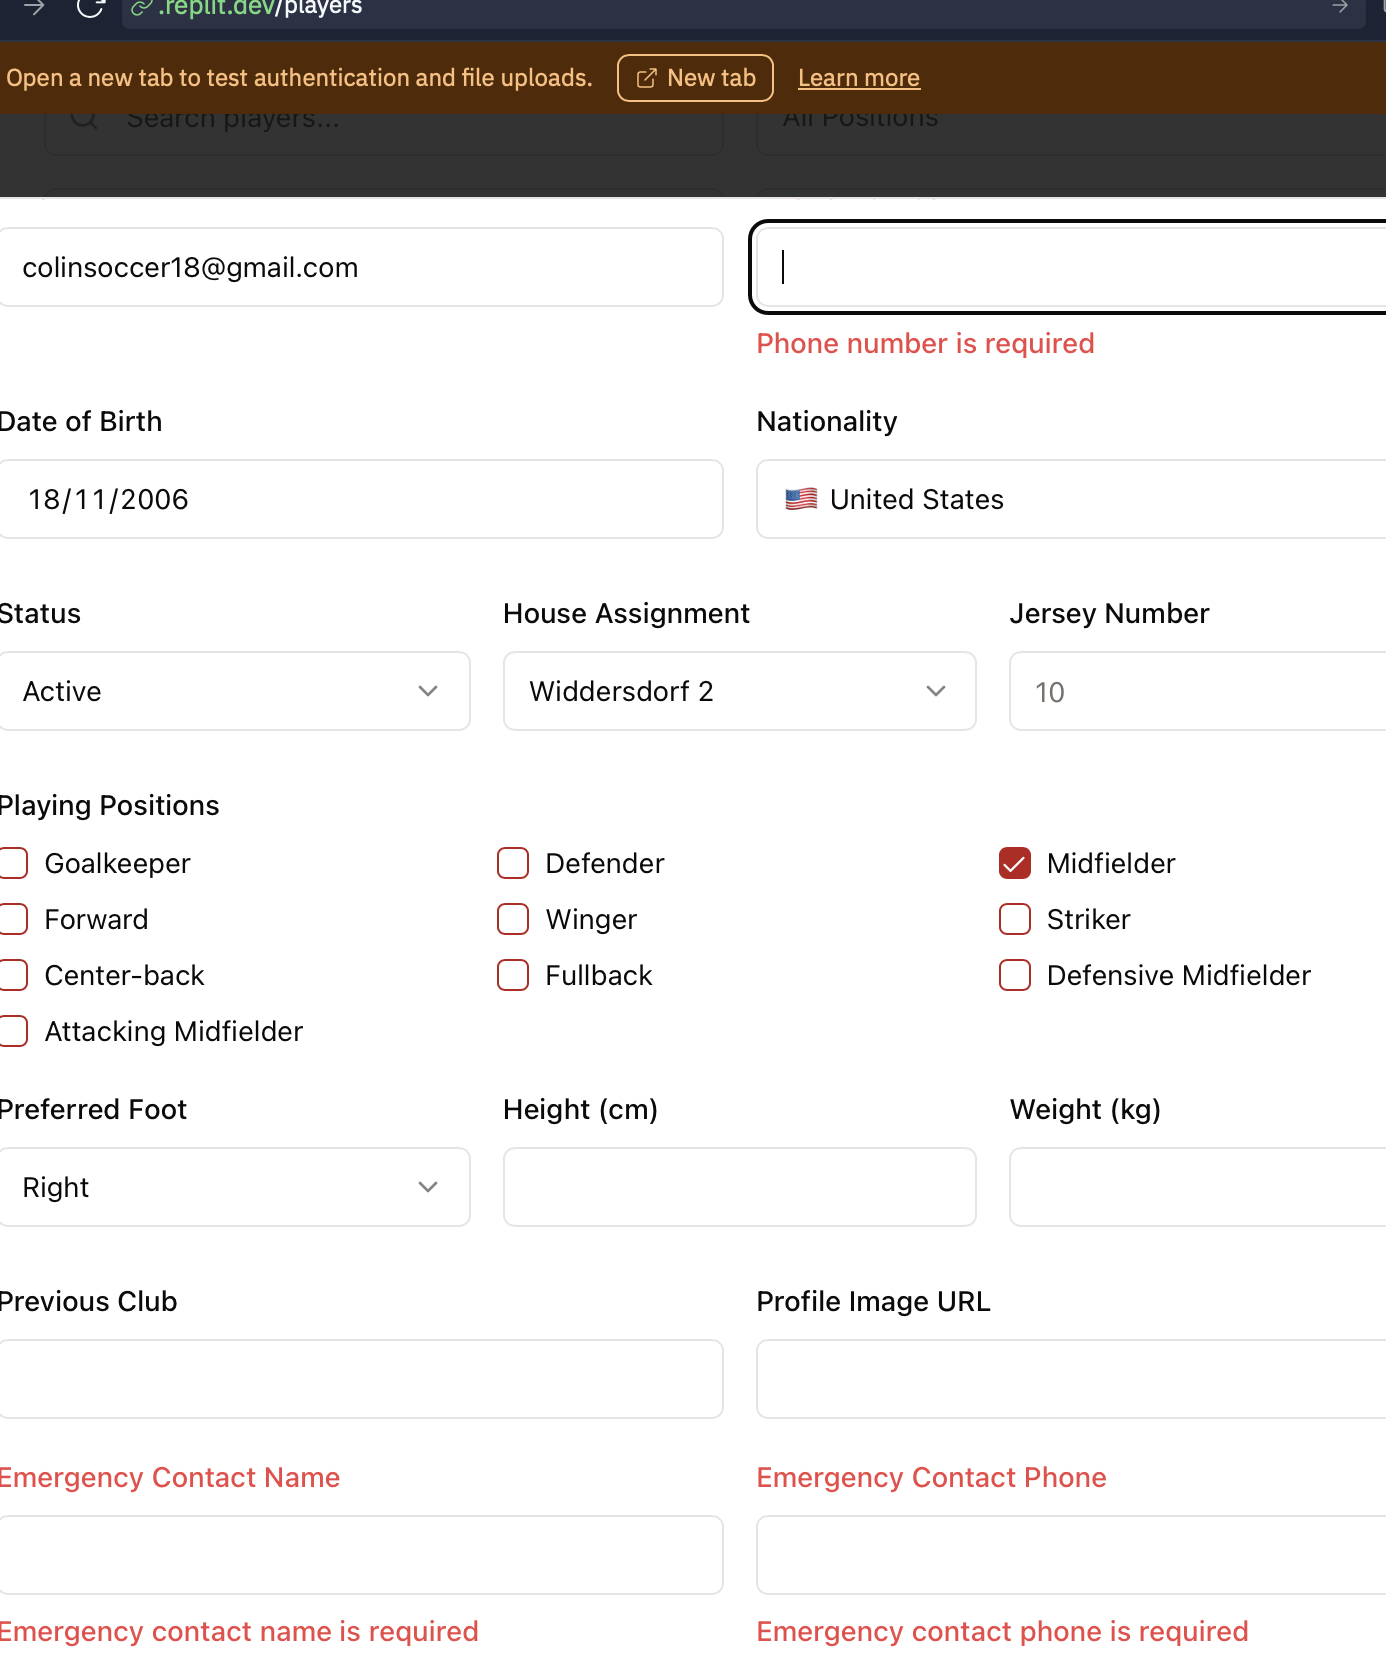 .replit.dev/players
Open a new tab to test authentication and file uploads. New tab Learn more
Search players... All Positions
colinsoccer18@gmail.com
Phone number is required
Date of Birth Nationality
18/11/2006 United States
Status House Assignment Jersey Number
Active Widdersdorf 2 10
Playing Positions
Goalkeeper Defender Midfielder
Forward Winger Striker
Center-back Fullback Defensive Midfielder
Attacking Midfielder
Preferred Foot Height (cm) Weight (kg)
Right
Previous Club Profile Image URL
Emergency Contact Name Emergency Contact Phone
Emergency contact name is required Emergency contact phone is required